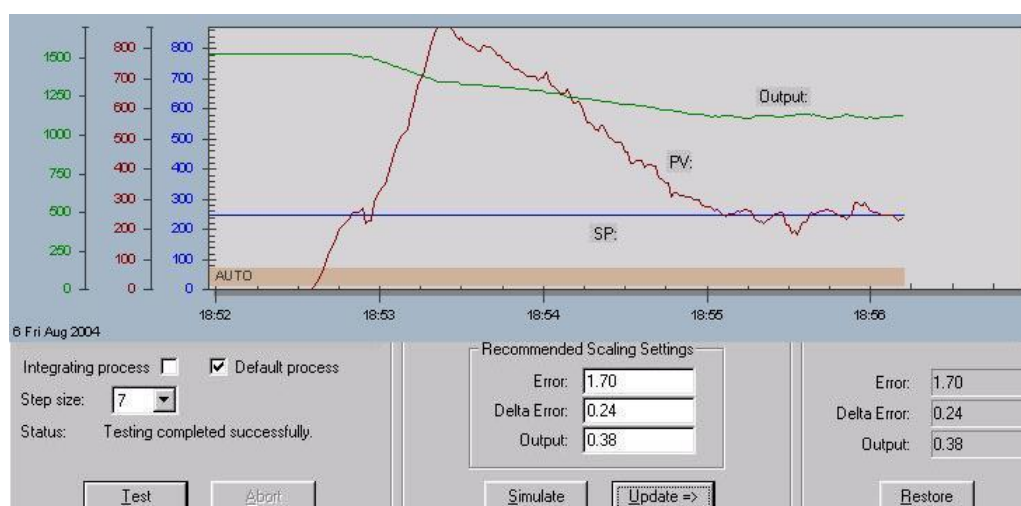 1500 800 800
1250 700 700
1000 600 600
500 500
750 400 400
500 300 300
200 200
250 100 100
0 0 0
Output:
PV:
SP:
AUTO
18:52 18:53 18:54 18:55 18:56
6 Fri Aug 2004
Integrating process Default process
Step size: 7
Status: Testing completed successfully.
Test Abort
Recommended Scaling Settings
Error: 1.70
Delta Error: 0.24
Output: 0.38
Simulate Update =>
Error: 1.70
Delta Error: 0.24
Output: 0.38
Restore